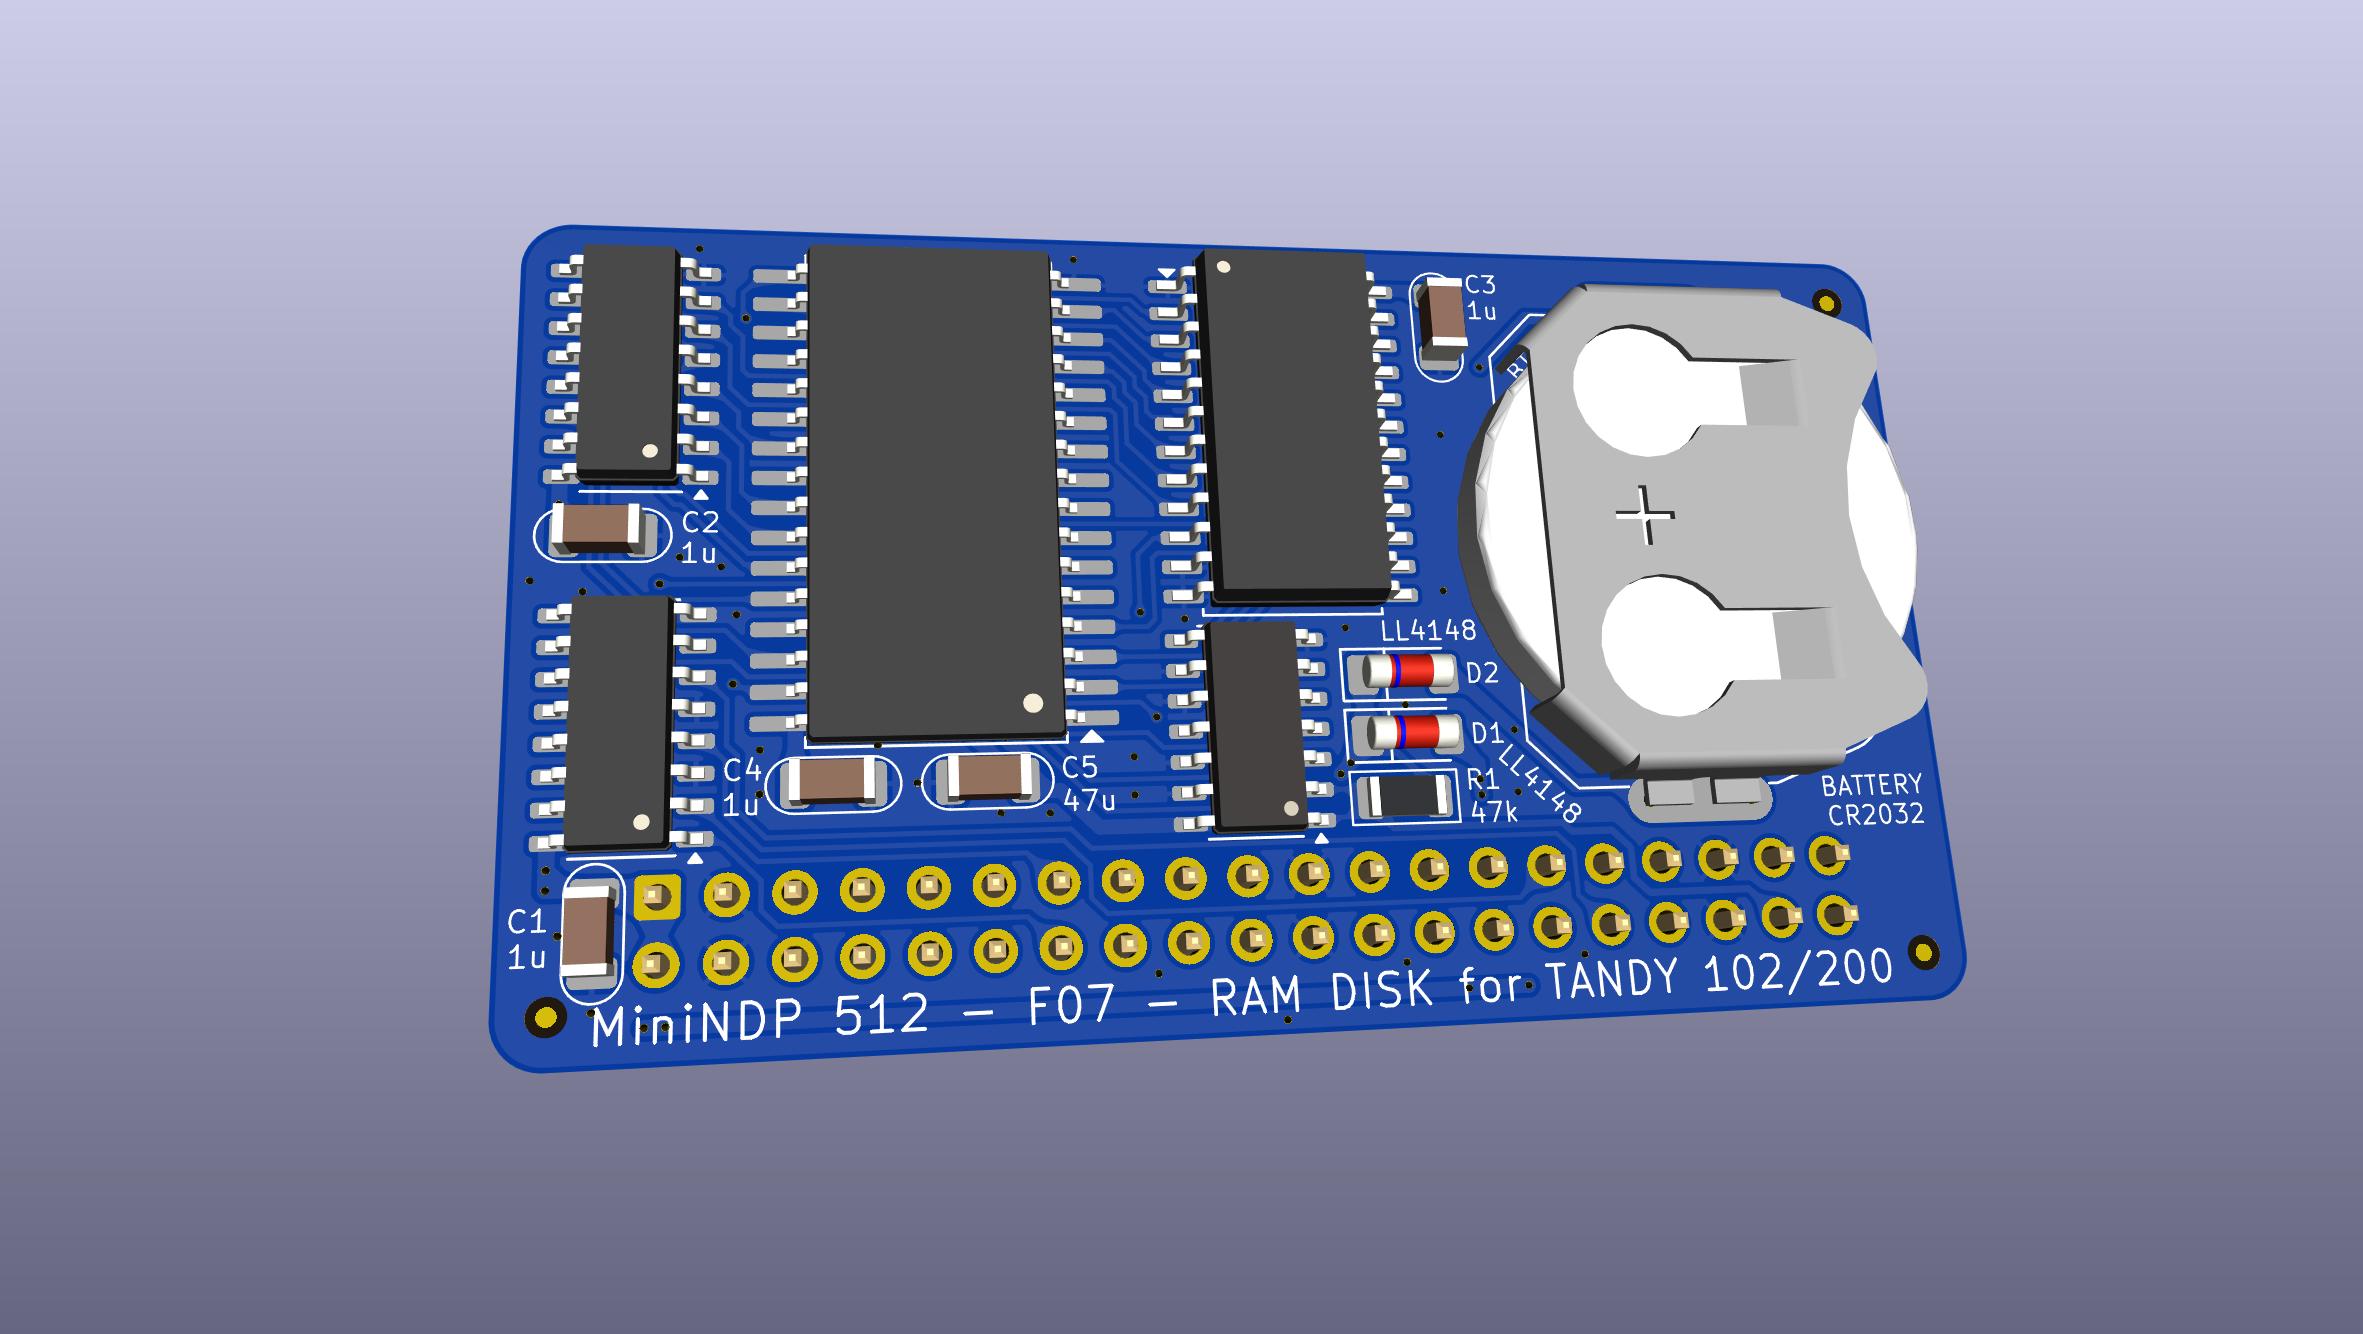 C3
1u
C2
1u
LL4148
D2
D1
LL4148
C4
1u
C5
47u
R1
47k
BATTERY
CR2032
C1
1u
+
MiniNDP 512 - F07 - RAM DISK for TANDY 102/200